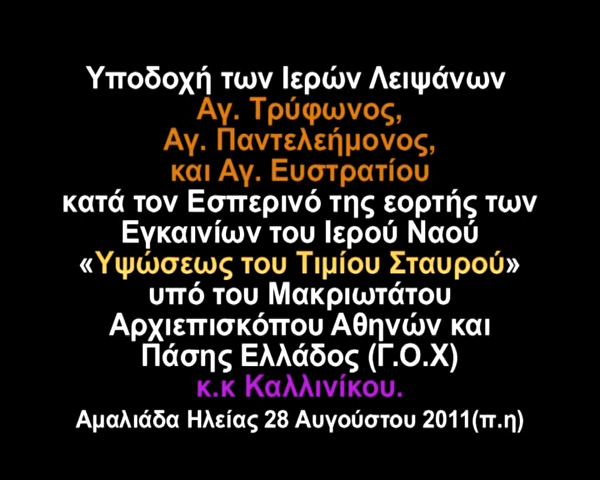 Υποδοχή των Ιερών Λειψάνων
Αγ. Τρύφωνος,
Αγ. Παντελεήμονος,
και Αγ. Ευστρατίου
κατά τον Εσπερινό της εορτής των
Εγκαινίων του Ιερού Ναού
«Υψώσεως του Τιμίου Σταυρού»
υπό του Μακριωτάτου
Αρχιεπισκόπου Αθηνών και
Πάσης Ελλάδος (Γ.Ο.Χ)
κ.κ Καλλινίκου.
Αμαλιάδα Ηλείας 28 Αυγούστου 2011(π.η)